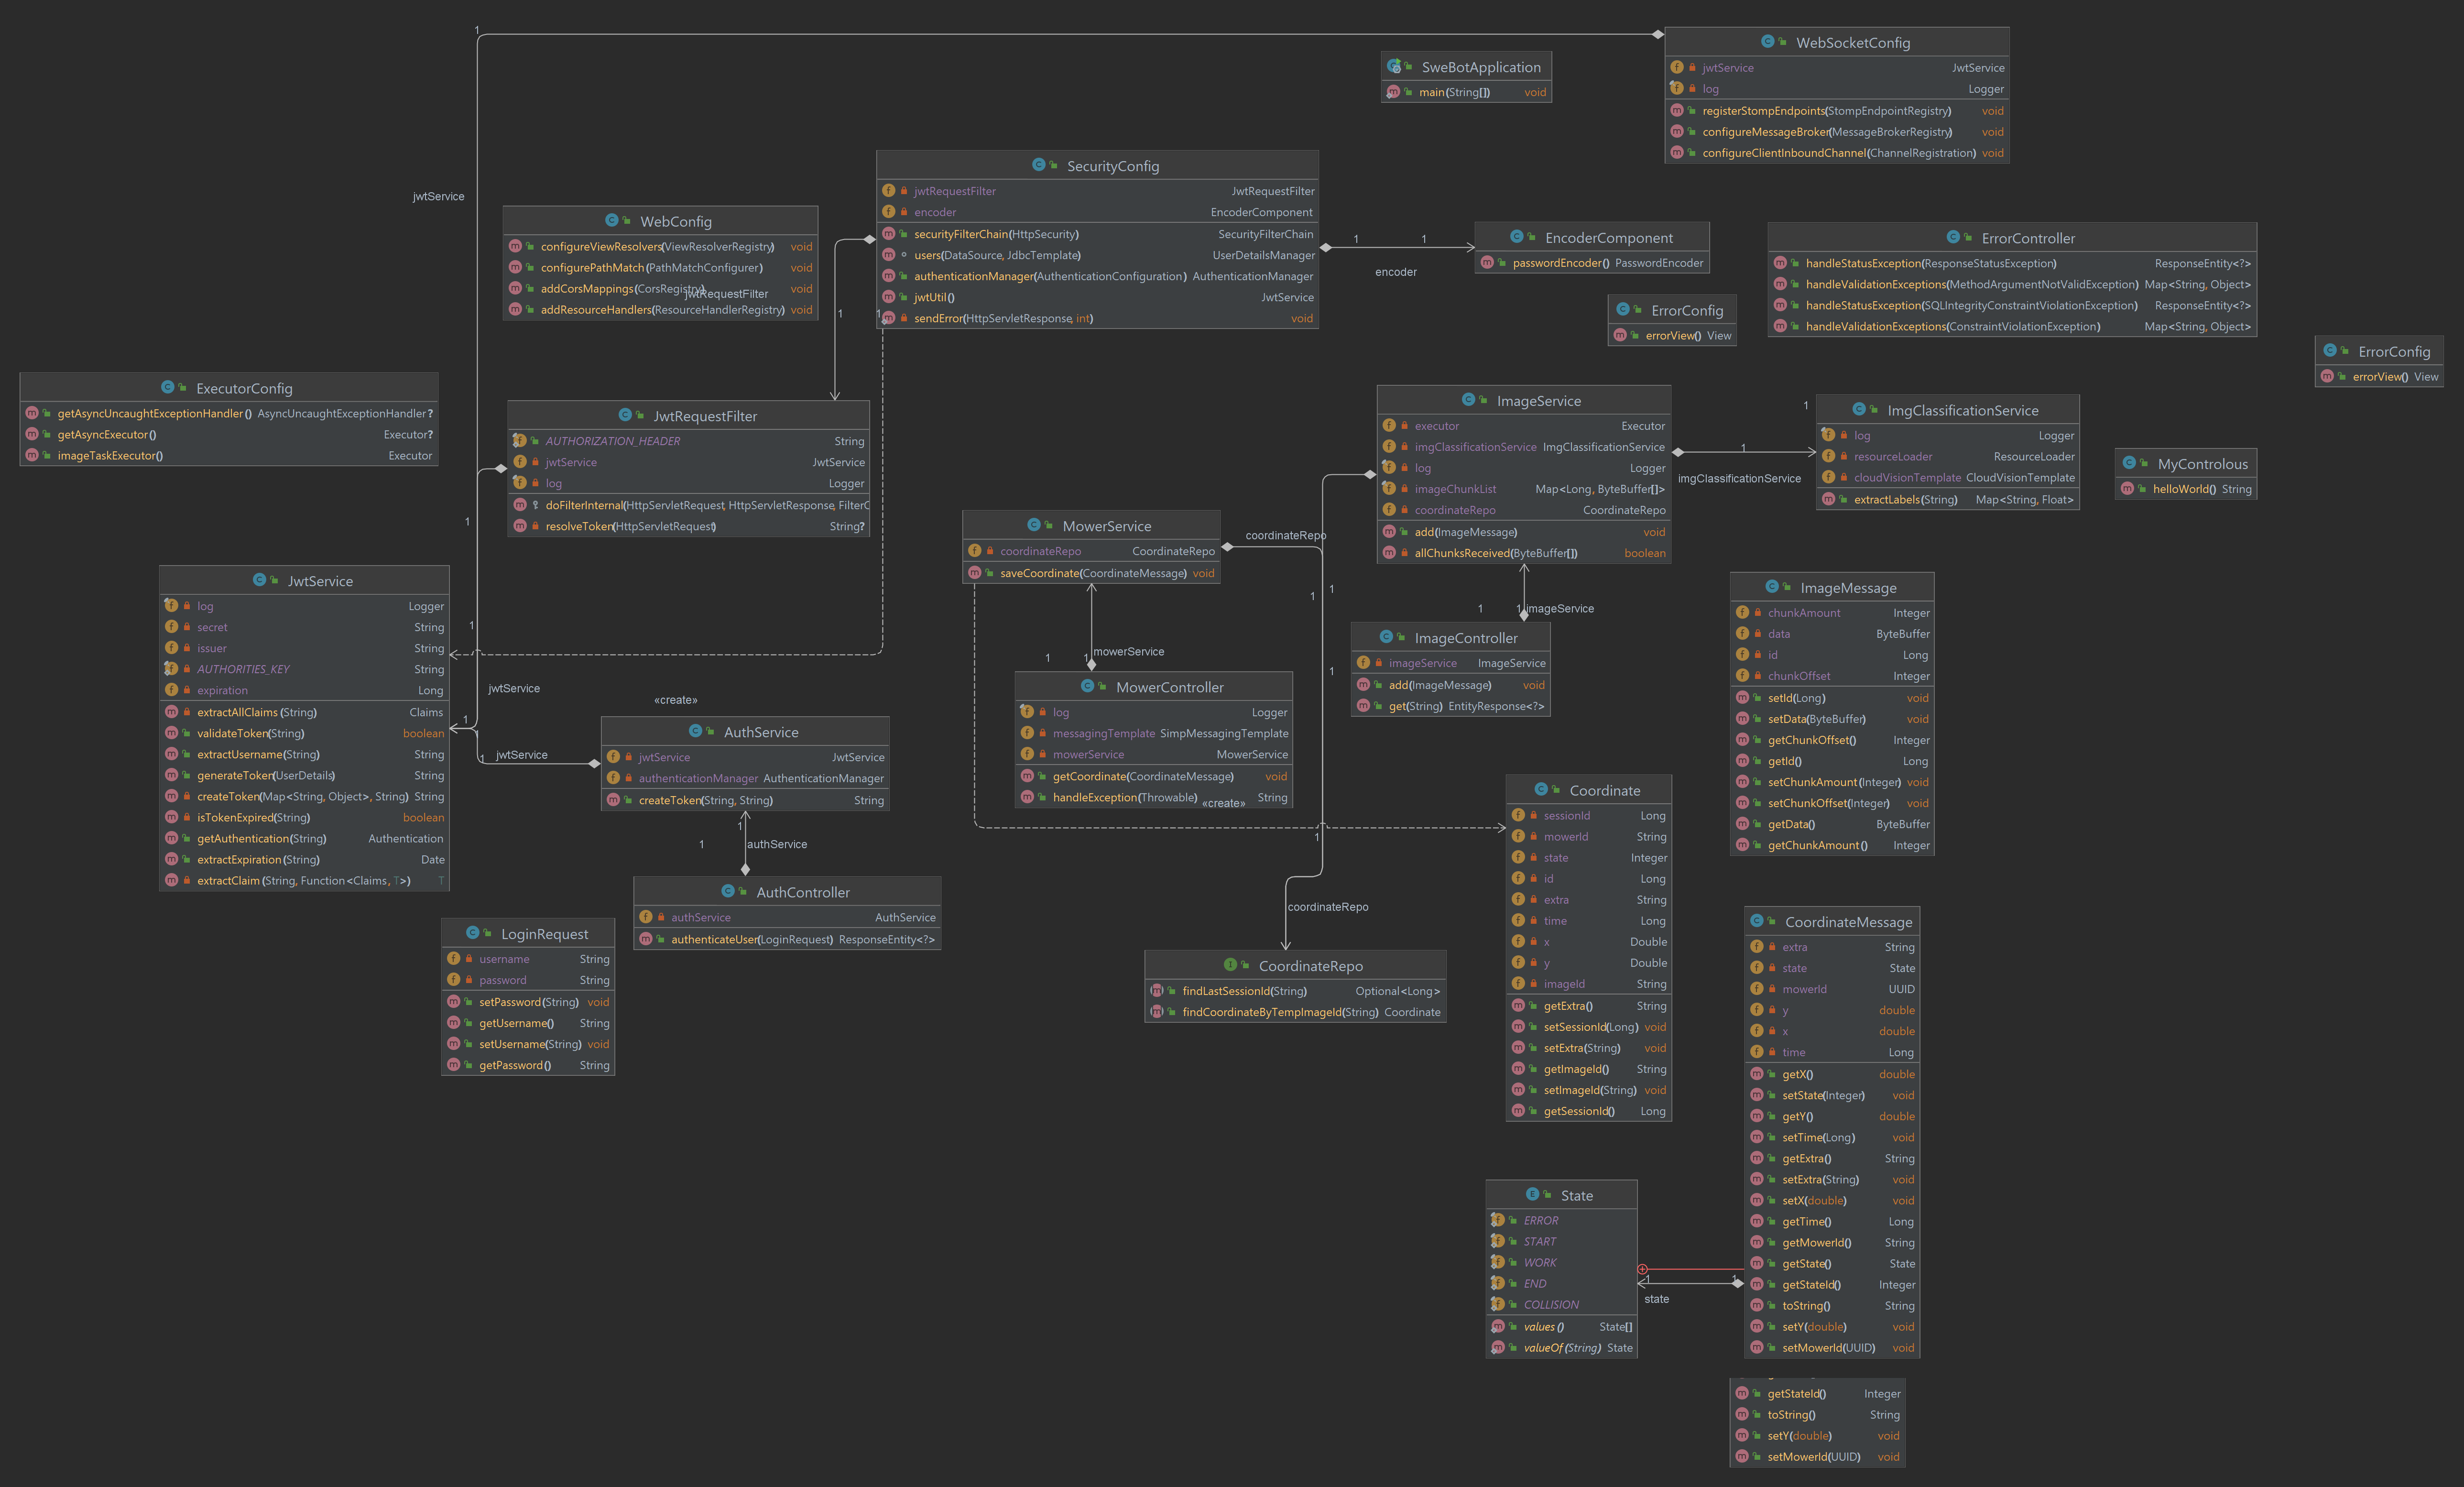 1
WebSocketConfig
jwtService JwtService
log Logger
registerStompEndpoints(StompEndpointRegistry) void
configureMessageBroker(MessageBrokerRegistry) void
configureClientInboundChannel(ChannelRegistration) void
SweBotApplication
main(String[]) void
jwtService
WebConfig
configureViewResolvers(ViewResolverRegistry) void
configurePathMatch(PathMatchConfigurer) void
addCorsMappings(CorsRegistry) void
addResourceHandlers(ResourceHandlerRegistry) void
jwtRequestFilter
SecurityConfig
jwtRequestFilter JwtRequestFilter
encoder EncoderComponent
securityFilterChain(HttpSecurity) SecurityFilterChain
users(DataSource, JdbcTemplate) UserDetailsManager
authenticationManager(AuthenticationConfiguration) AuthenticationManager
jwtUtil() JwtService
sendError(HttpServletResponse, int) void
1
1
1 1
encoder
EncoderComponent
passwordEncoder() PasswordEncoder
ErrorController
handleStatusException(ResponseStatusException) ResponseEntity<?>
handleValidationExceptions(MethodArgumentNotValidException) Map<String, Object>
handleStatusException(SQLIntegrityConstraintViolationException) ResponseEntity<?>
handleValidationExceptions(ConstraintViolationException) Map<String, Object>
ErrorConfig
errorView() View
ErrorConfig
errorView() View
ExecutorConfig
getAsyncUncaughtExceptionHandler() AsyncUncaughtExceptionHandler?
getAsyncExecutor() Executor?
imageTaskExecutor() Executor
JwtRequestFilter
AUTHORIZATION_HEADER String
jwtService JwtService
log Logger
doFilterInternal(HttpServletRequest, HttpServletResponse, FilterC
resolveToken(HttpServletRequest) String?
ImageService
executor Executor
imgClassificationService ImgClassificationService
log Logger
imageChunkList Map<Long, ByteBuffer[]>
coordinateRepo CoordinateRepo
add(ImageMessage) void
allChunksReceived(ByteBuffer[]) boolean
1
1
imgClassificationService
ImgClassificationService
log Logger
resourceLoader ResourceLoader
cloudVisionTemplate CloudVisionTemplate
extractLabels(String) Map<String, Float>
MyControlous
helloWorld() String
MowerService
coordinateRepo CoordinateRepo
saveCoordinate(CoordinateMessage) void
coordinateRepo
1
1 1
1
1
1
1 1 imageService
JwtService
log Logger
secret String
issuer String
AUTHORITIES_KEY String
expiration Long
extractAllClaims(String) Claims
validateToken(String) boolean
extractUsername(String) String
generateToken(UserDetails) String
createToken(Map<String, Object>, String) String
isTokenExpired(String) boolean
getAuthentication(String) Authentication
extractExpiration(String) Date
extractClaim(String, Function<Claims, T>) T
jwtService
1
1
1 jwtService
«create»
AuthService
jwtService JwtService
authenticationManager AuthenticationManager
createToken(String, String) String
1
1 authService
AuthController
authService AuthService
authenticateUser(LoginRequest) ResponseEntity<?>
1 1 mowerService
MowerController
log Logger
messagingTemplate SimpMessagingTemplate
mowerService MowerService
getCoordinate(CoordinateMessage) void
handleException(Throwable) String
«create»
ImageController
imageService ImageService
add(ImageMessage) void
get(String) EntityResponse<?>
ImageMessage
chunkAmount Integer
data ByteBuffer
id Long
chunkOffset Integer
setId(Long) void
setData(ByteBuffer) void
getChunkOffset() Integer
getId() Long
setChunkAmount(Integer) void
setChunkOffset(Integer) void
getData() ByteBuffer
getChunkAmount() Integer
1
Coordinate
sessionId Long
mowerId String
state Integer
id Long
extra String
time Long
x Double
y Double
imageId String
getExtra() String
setSessionId(Long) void
setExtra(String) void
getImageId() String
setImageId(String) void
getSessionId() Long
coordinateRepo
CoordinateRepo
findLastSessionId(String) Optional<Long>
findCoordinateByTempImageId(String) Coordinate
LoginRequest
username String
password String
setPassword(String) void
getUsername() String
setUsername(String) void
getPassword() String
CoordinateMessage
extra String
state State
mowerId UUID
y double
x double
time Long
getX() double
setState(Integer) void
getY() double
setTime(Long) void
getExtra() String
setExtra(String) void
setX(double) void
getTime() Long
getMowerId() String
getState() State
getStateId() Integer
toString() String
setY(double) void
setMowerId(UUID) void
State
ERROR
START
WORK
END
COLLISION
values() State[]
valueOf(String) State
1 1
state
getStateId() Integer
toString() String
setY(double) void
setMowerId(UUID) void